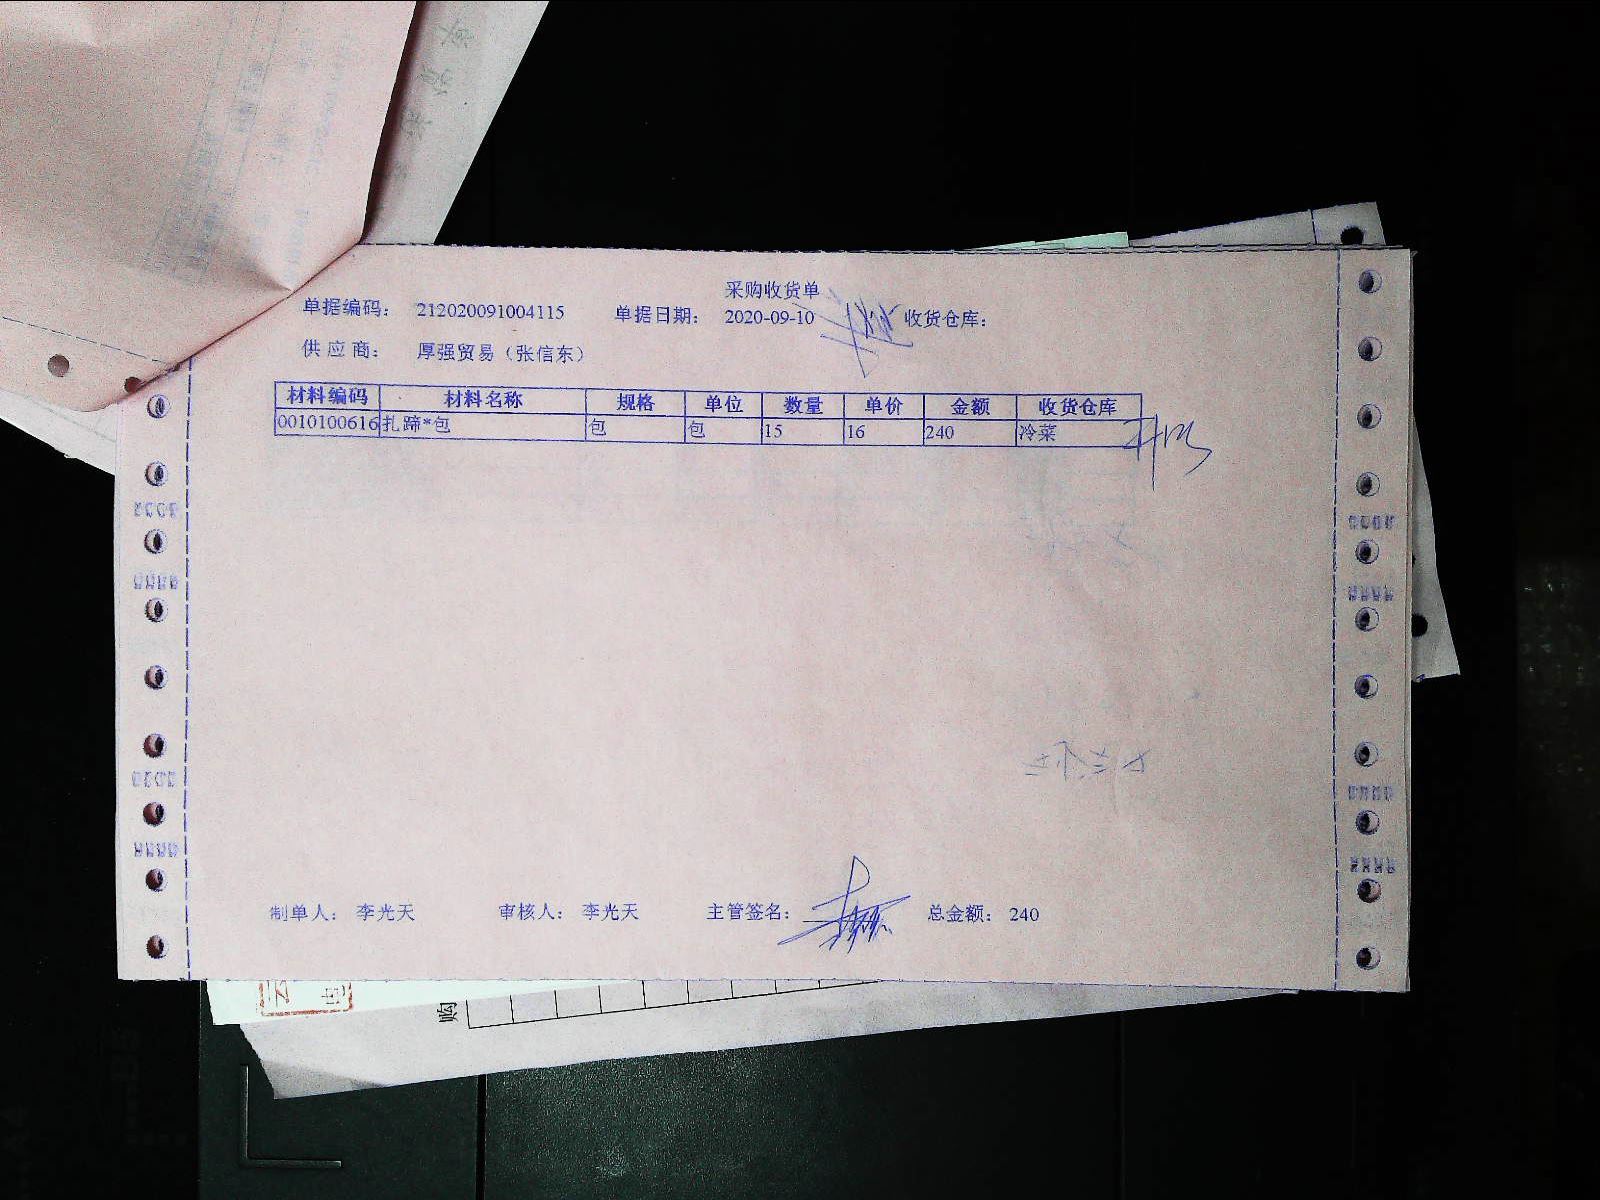 采购收货单
单据编码： 212020091004115 单据日期： 2020-09-10 收货仓库：
供应商： 厚强贸易（张信东）
材料编码 材料名称 规格 单位 数量 单价 金额 收货仓库
0010100616 扎蹄*包 包 包 15 16 240 冷菜
制单人： 李光天 审核人： 李光天 主管签名： 总金额： 240
购